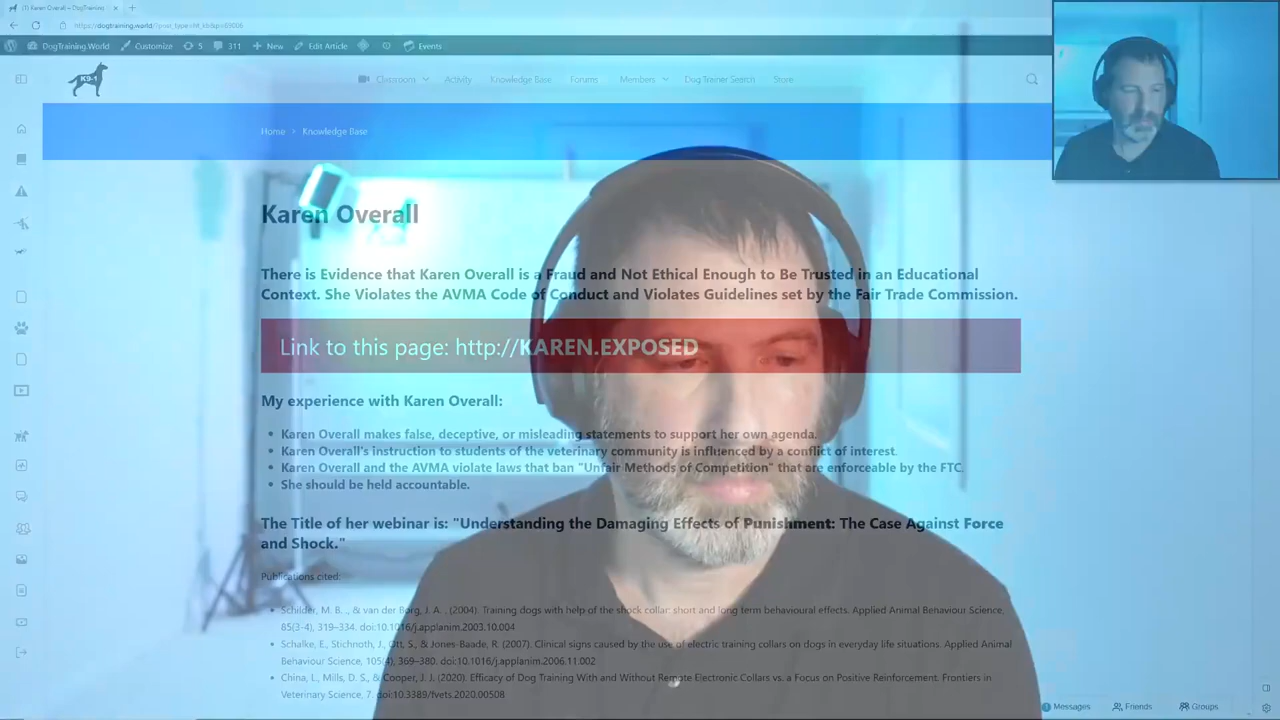 (1) Karen Overall – DogTraining
https://dogtraining.world/?post_type=ht_kb&p=69006
DogTraining.World Customize 5 311 New Edit Article Events
K9-1 Classroom Activity Knowledge Base Forums Members Dog Trainer Search Store
Home > Knowledge Base
Karen Overall
There is Evidence that Karen Overall is a Fraud and Not Ethical Enough to Be Trusted in an Educational
Context. She Violates the AVMA Code of Conduct and Violates Guidelines set by the Fair Trade Commission.
Link to this page: http://KAREN.EXPOSED
My experience with Karen Overall:
• Karen Overall makes false, deceptive, or misleading statements to support her own agenda.
• Karen Overall's instruction to students of the veterinary community is influenced by a conflict of interest.
• Karen Overall and the AVMA violate laws that ban "Unfair Methods of Competition" that are enforceable by the FTC.
• She should be held accountable.
The Title of her webinar is: "Understanding the Damaging Effects of Punishment: The Case Against Force
and Shock."
Publications cited:
• Schilder, M. B. ., & van der Borg, J. A. . (2004). Training dogs with help of the shock collar: short and long term behavioural effects. Applied Animal Behaviour Science,
85(3-4), 319–334. doi:10.1016/j.applanim.2003.10.004
• Schalke, E., Stichnoth, J., Ott, S., & Jones-Baade, R. (2007). Clinical signs caused by the use of electric training collars on dogs in everyday life situations. Applied Animal
Behaviour Science, 105(4), 369–380. doi:10.1016/j.applanim.2006.11.002
• China, L., Mills, D. S., & Cooper, J. J. (2020). Efficacy of Dog Training With and Without Remote Electronic Collars vs. a Focus on Positive Reinforcement. Frontiers in
Veterinary Science, 7. doi:10.3389/fvets.2020.00508
1 Messages Friends Groups